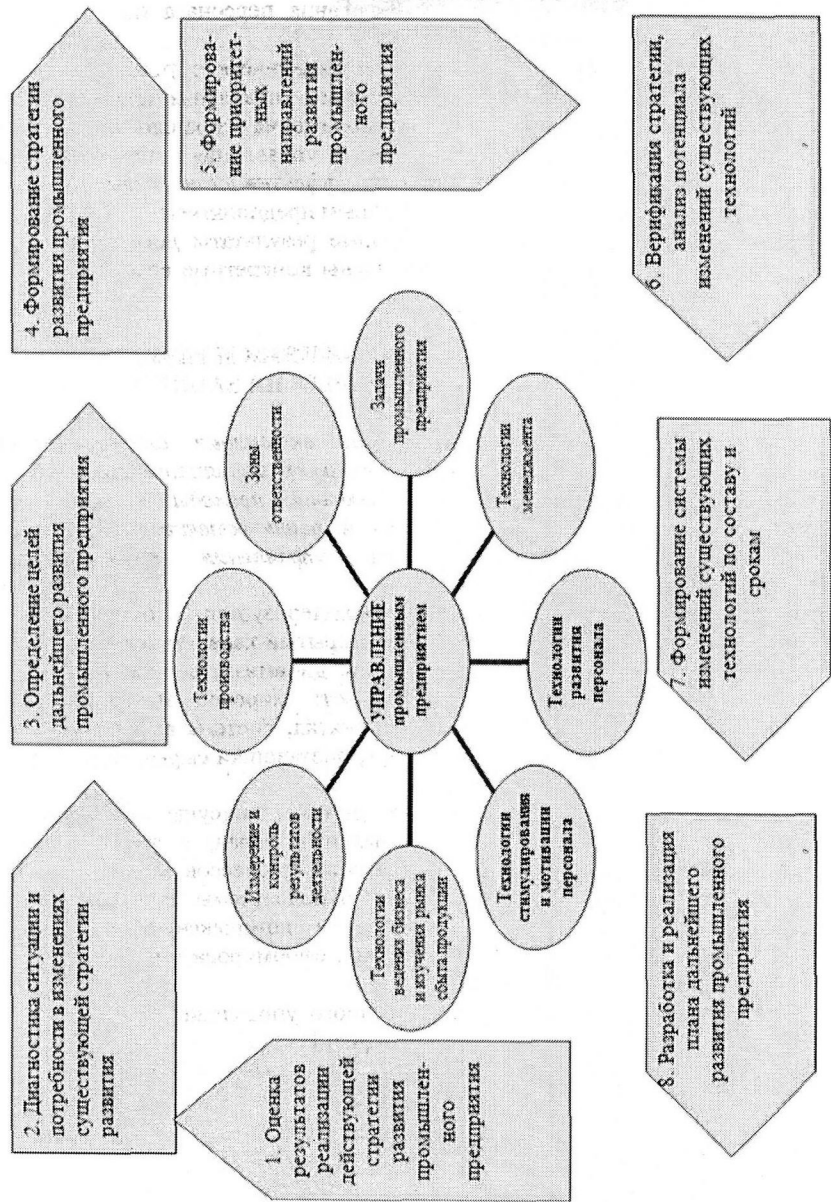 2. Диагностика ситуации и
потребности в изменениях
существующей стратегии
развития
3. Определение целей
дальнейшего развития
промышленного предприятия
4. Формирование стратегии
развития промышленного
предприятия
1. Оценка
результатов
реализации
действующей
стратегии
развития
промышлен-
ного
предприятия
5. Формирова-
ние приорите-
ных
направлений
развития
промышлен-
ного
предприятия
Измерение и
контроль
результатов
деятельности
Технологии
производства
Зоны
ответственности
Технологии
ведения бизнеса
и изучения рынка
сбыта продукции
УПРАВЛЕНИЕ
промышленным
предприятием
Задачи
промышленного
предприятия
Технологии
стимулирования
и мотивации
персонала
Технологии
развития
персонала
Технологии
менеджмента
8. Разработка и реализация
плана дальнейшего
развития промышленного
предприятия
7. Формирование системы
изменений существующих
технологий по составу и
срокам
6. Верификация стратегии,
анализ потенциала
изменений существующих
технологий